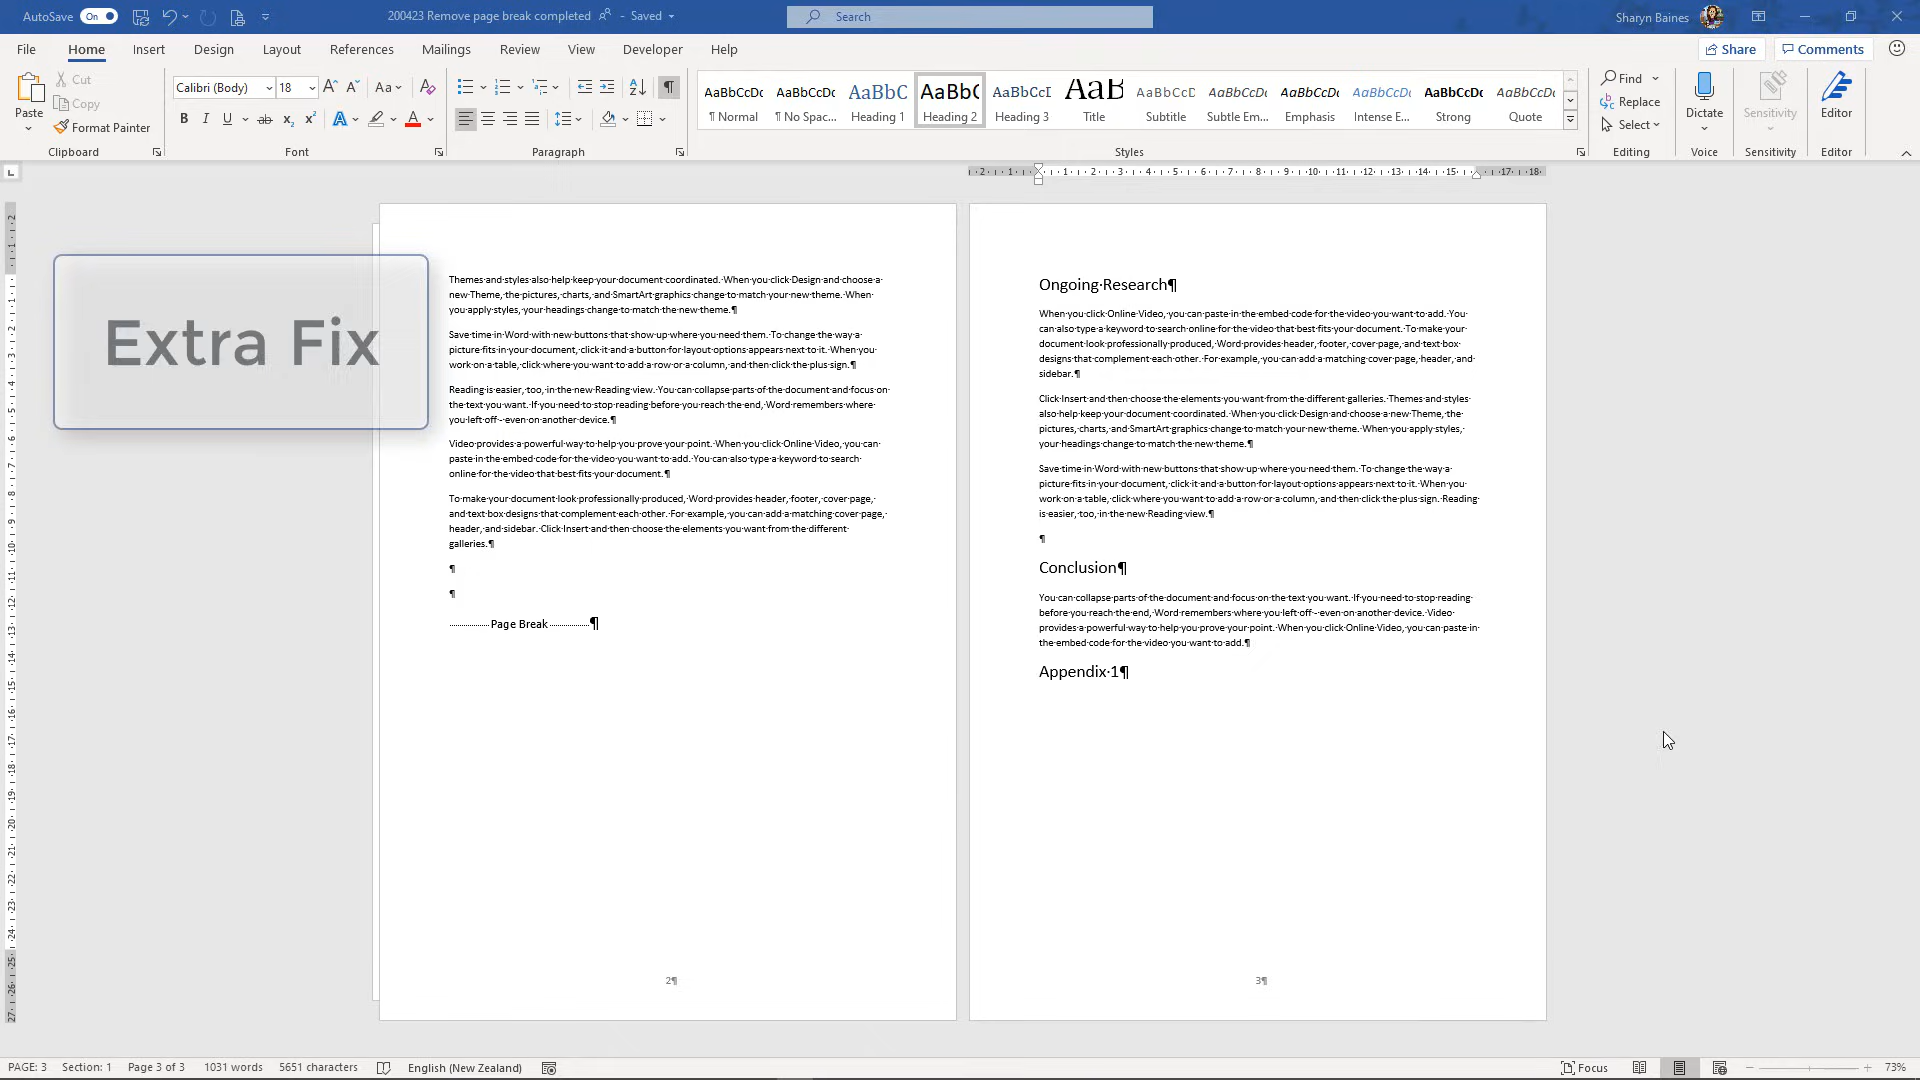 AutoSave On
200423 Remove page break completed - Saved
Search
Sharyn Baines
File Home Insert Design Layout References Mailings Review View Developer Help
Share Comments
Paste
Cut
Copy
Format Painter
Clipboard
Calibri (Body) 18
Font
Paragraph
AaBbCcDc AaBbCcDc AaBbC AaBbC AaBbCcI AaB AaBbCcD AaBbCcDc AaBbCcDc AaBbCcDc AaBbCcDc AaBbCcDc
¶ Normal ¶ No Spac... Heading 1 Heading 2 Heading 3 Title Subtitle Subtle Em... Emphasis Intense E... Strong Quote
Styles
Find
Replace
Select
Editing
Dictate
Voice
Sensitivity
Sensitivity
Editor
Editor
Extra Fix
Themes·and·styles·also·help·keep·your·document·coordinated.·When·you·click·Design·and·choose·a·
new·Theme,·the·pictures,·charts,·and·SmartArt·graphics·change·to·match·your·new·theme.·When·
you·apply·styles,·your·headings·change·to·match·the·new·theme.¶
Save·time·in·Word·with·new·buttons·that·show·up·where·you·need·them.·To·change·the·way·a·
picture·fits·in·your·document,·click·it·and·a·button·for·layout·options·appears·next·to·it.·When·you·
work·on·a·table,·click·where·you·want·to·add·a·row·or·a·column,·and·then·click·the·plus·sign.¶
Reading·is·easier,·too,·in·the·new·Reading·view.·You·can·collapse·parts·of·the·document·and·focus·on·
the·text·you·want.·If·you·need·to·stop·reading·before·you·reach·the·end,·Word·remembers·where·
you·left·off·-·even·on·another·device.¶
Video·provides·a·powerful·way·to·help·you·prove·your·point.·When·you·click·Online·Video,·you·can·
paste·in·the·embed·code·for·the·video·you·want·to·add.·You·can·also·type·a·keyword·to·search·
online·for·the·video·that·best·fits·your·document.¶
To·make·your·document·look·professionally·produced,·Word·provides·header,·footer,·cover·page,·
and·text·box·designs·that·complement·each·other.·For·example,·you·can·add·a·matching·cover·page,·
header,·and·sidebar.·Click·Insert·and·then·choose·the·elements·you·want·from·the·different·
galleries.¶
¶
¶
Page Break ¶
2¶
Ongoing·Research¶
When·you·click·Online·Video,·you·can·paste·in·the·embed·code·for·the·video·you·want·to·add.·You·
can·also·type·a·keyword·to·search·online·for·the·video·that·best·fits·your·document.·To·make·your·
document·look·professionally·produced,·Word·provides·header,·footer,·cover·page,·and·text·box·
designs·that·complement·each·other.·For·example,·you·can·add·a·matching·cover·page,·header,·and·
sidebar.¶
Click·Insert·and·then·choose·the·elements·you·want·from·the·different·galleries.·Themes·and·styles·
also·help·keep·your·document·coordinated.·When·you·click·Design·and·choose·a·new·Theme,·the·
pictures,·charts,·and·SmartArt·graphics·change·to·match·your·new·theme.·When·you·apply·styles,·
your·headings·change·to·match·the·new·theme.¶
Save·time·in·Word·with·new·buttons·that·show·up·where·you·need·them.·To·change·the·way·a·
picture·fits·in·your·document,·click·it·and·a·button·for·layout·options·appears·next·to·it.·When·you·
work·on·a·table,·click·where·you·want·to·add·a·row·or·a·column,·and·then·click·the·plus·sign.·Reading·
is·easier,·too,·in·the·new·Reading·view.¶
¶
Conclusion¶
You·can·collapse·parts·of·the·document·and·focus·on·the·text·you·want.·If·you·need·to·stop·reading·
before·you·reach·the·end,·Word·remembers·where·you·left·off·-·even·on·another·device.·Video·
provides·a·powerful·way·to·help·you·prove·your·point.·When·you·click·Online·Video,·you·can·paste·in·
the·embed·code·for·the·video·you·want·to·add.¶
Appendix·1¶
3¶
PAGE: 3 Section: 1 Page 3 of 3 1031 words 5651 characters English (New Zealand) Focus 73%